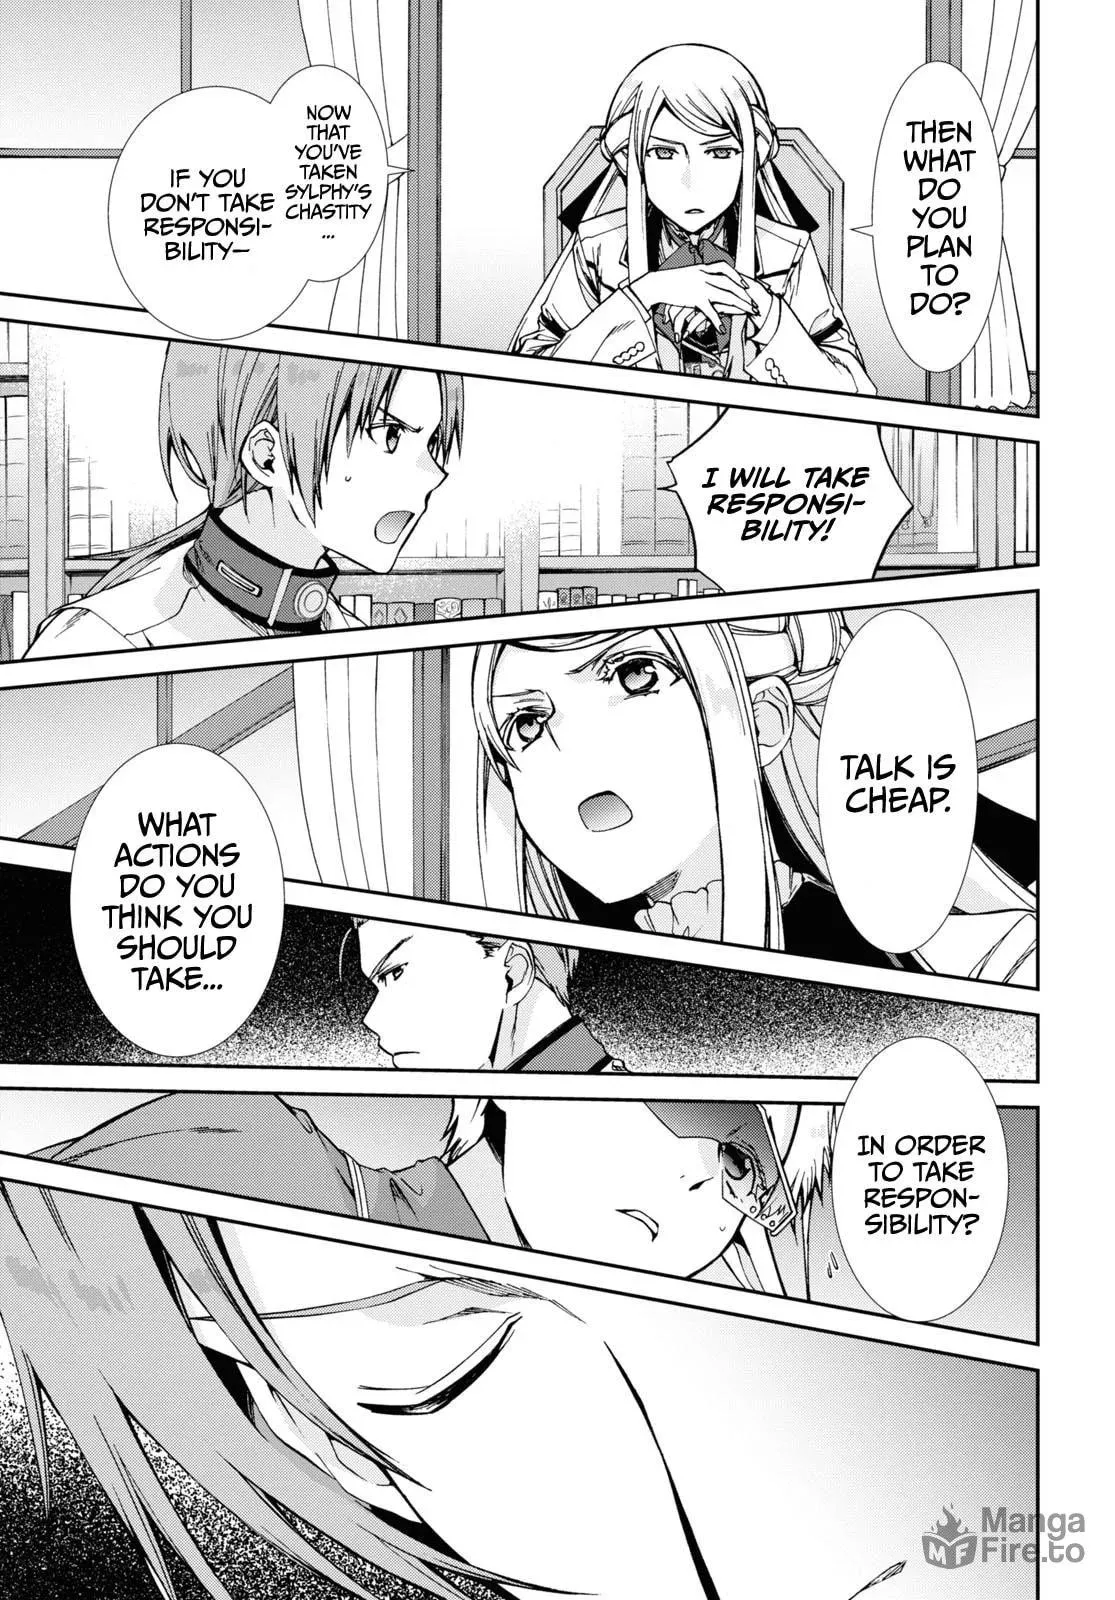 THEN
WHAT
DO
YOU
PLAN
TO
DO?
NOW
THAT
YOU'VE
TAKEN
SYLPHY'S
CHASTITY
...
IF YOU
DON'T TAKE
RESPONSI-
BILITY—
I WILL TAKE
RESPONSI-
BILITY!
TALK IS
CHEAP.
WHAT
ACTIONS
DO YOU
THINK YOU
SHOULD
TAKE...
IN ORDER
TO TAKE
RESPON-
SIBILITY?
Manga
MF Fire.to